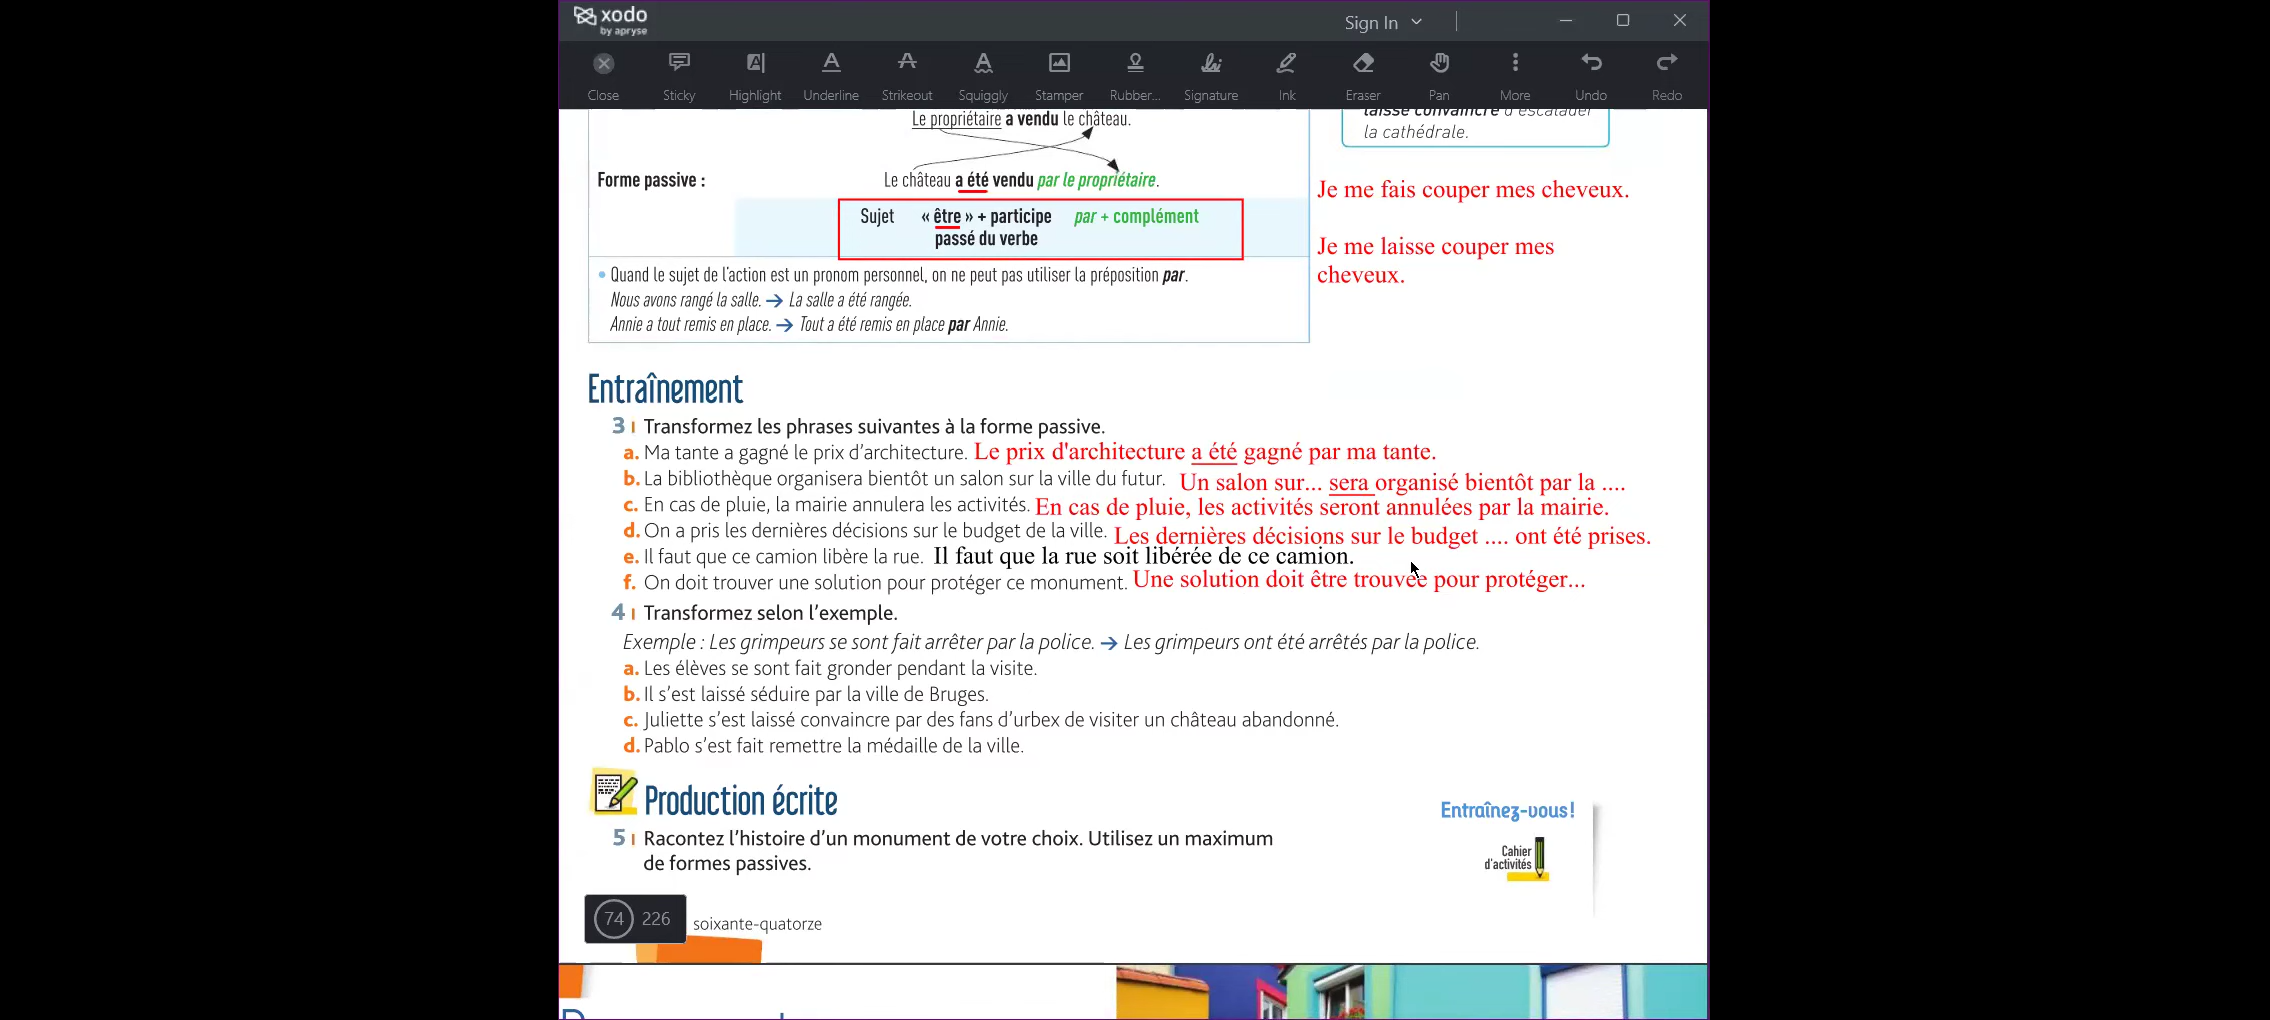 xodo
by apryse
Sign In
Close Sticky Highlight Underline Strikeout Squiggly Stamper Rubber... Signature Ink Eraser Pan More Undo Redo
Le propriétaire a vendu le château.
laisse convaincre d'escalader
la cathédrale.
Forme passive : Le château a été vendu par le propriétaire.
Je me fais couper mes cheveux.
Sujet « être » + participe par + complément
passé du verbe
Je me laisse couper mes
cheveux.
• Quand le sujet de l'action est un pronom personnel, on ne peut pas utiliser la préposition par.
Nous avons rangé la salle. → La salle a été rangée.
Annie a tout remis en place. → Tout a été remis en place par Annie.
Entraînement
3 I Transformez les phrases suivantes à la forme passive.
a. Ma tante a gagné le prix d'architecture. Le prix d'architecture a été gagné par ma tante.
b. La bibliothèque organisera bientôt un salon sur la ville du futur. Un salon sur... sera organisé bientôt par la ....
c. En cas de pluie, la mairie annulera les activités. En cas de pluie, les activités seront annulées par la mairie.
d. On a pris les dernières décisions sur le budget de la ville. Les dernières décisions sur le budget .... ont été prises.
e. Il faut que ce camion libère la rue. Il faut que la rue soit libérée de ce camion.
f. On doit trouver une solution pour protéger ce monument. Une solution doit être trouvée pour protéger...
4 I Transformez selon l'exemple.
Exemple : Les grimpeurs se sont fait arrêter par la police. → Les grimpeurs ont été arrêtés par la police.
a. Les élèves se sont fait gronder pendant la visite.
b. Il s'est laissé séduire par la ville de Bruges.
c. Juliette s'est laissé convaincre par des fans d'urbex de visiter un château abandonné.
d. Pablo s'est fait remettre la médaille de la ville.
Production écrite
Entraînez-vous !
5 I Racontez l'histoire d'un monument de votre choix. Utilisez un maximum
de formes passives.
Cahier
d'activités
74 226 soixante-quatorze